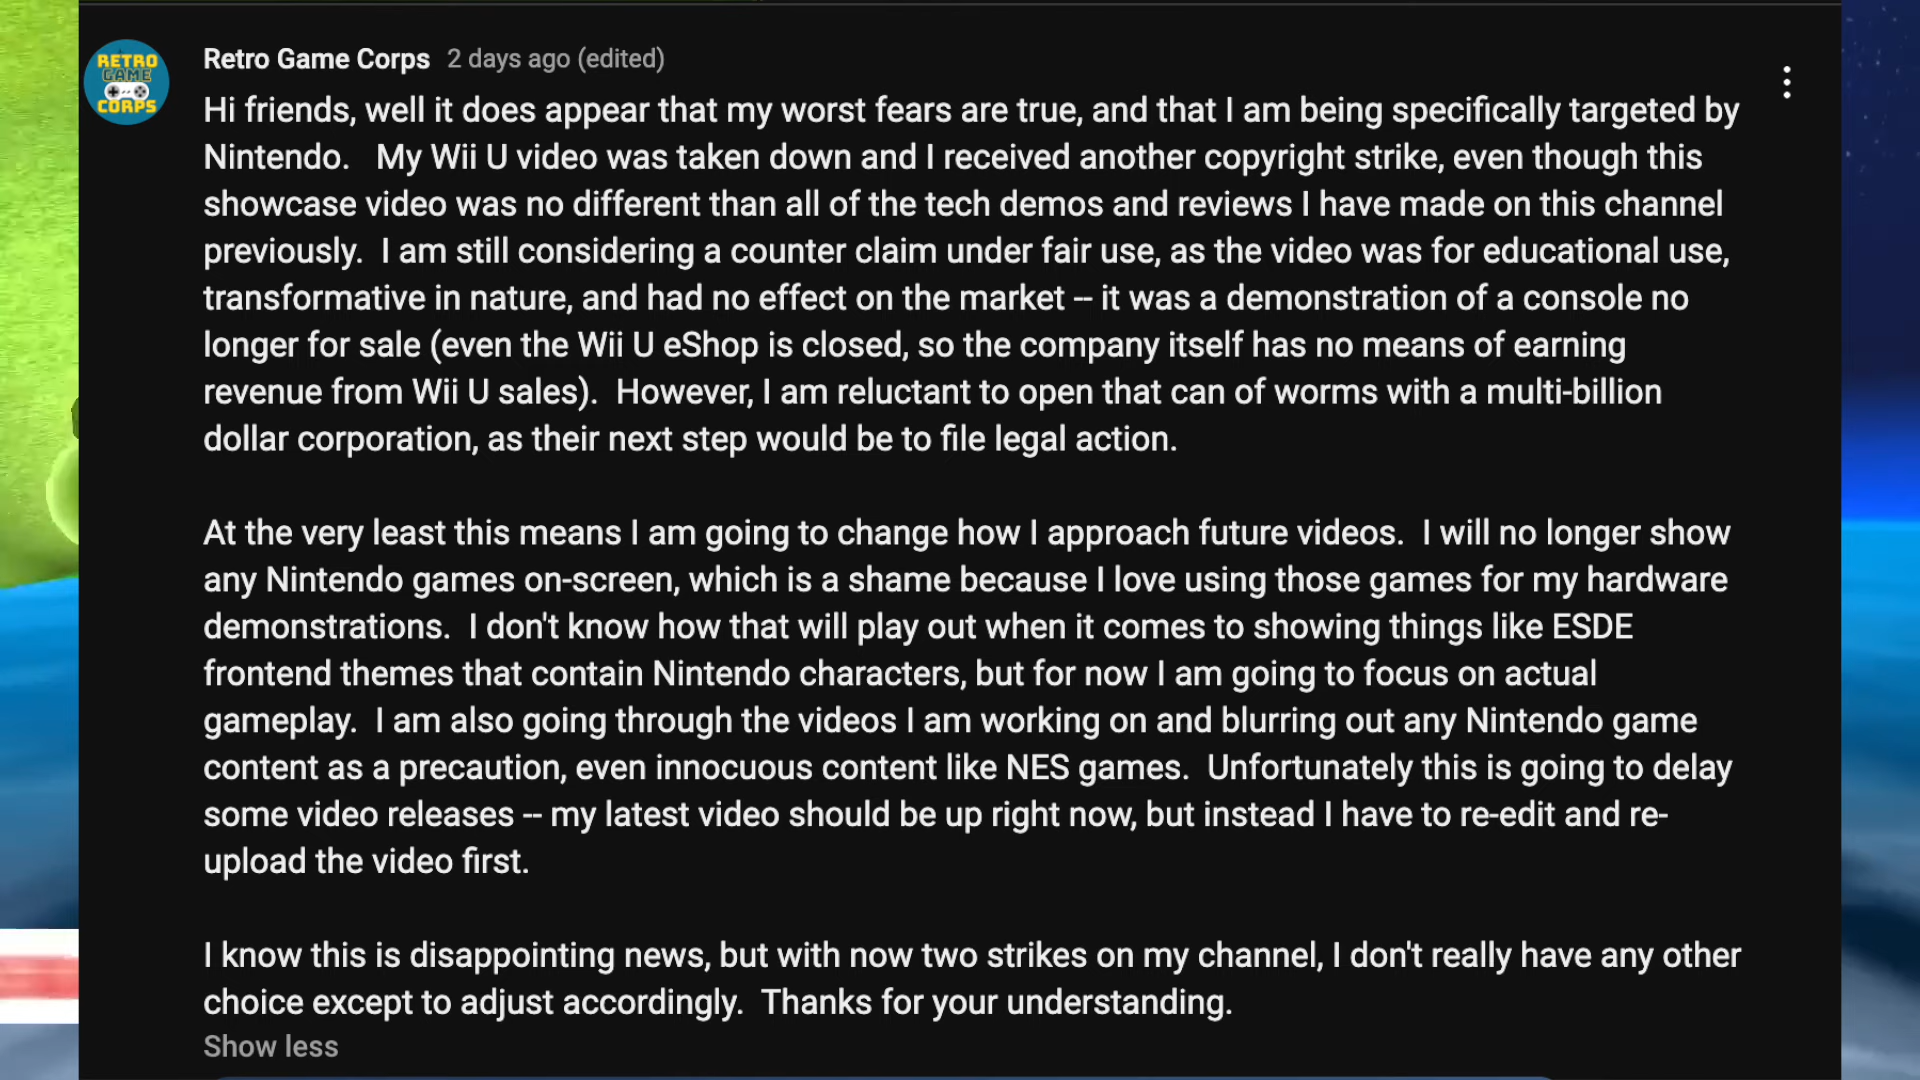 RETRO
GAME
CORPS
Retro Game Corps 2 days ago (edited)
Hi friends, well it does appear that my worst fears are true, and that I am being specifically targeted by
Nintendo.   My Wii U video was taken down and I received another copyright strike, even though this
showcase video was no different than all of the tech demos and reviews I have made on this channel
previously.  I am still considering a counter claim under fair use, as the video was for educational use,
transformative in nature, and had no effect on the market -- it was a demonstration of a console no
longer for sale (even the Wii U eShop is closed, so the company itself has no means of earning
revenue from Wii U sales).  However, I am reluctant to open that can of worms with a multi-billion
dollar corporation, as their next step would be to file legal action.
At the very least this means I am going to change how I approach future videos.  I will no longer show
any Nintendo games on-screen, which is a shame because I love using those games for my hardware
demonstrations.  I don't know how that will play out when it comes to showing things like ESDE
frontend themes that contain Nintendo characters, but for now I am going to focus on actual
gameplay.  I am also going through the videos I am working on and blurring out any Nintendo game
content as a precaution, even innocuous content like NES games.  Unfortunately this is going to delay
some video releases -- my latest video should be up right now, but instead I have to re-edit and re-
upload the video first.
I know this is disappointing news, but with now two strikes on my channel, I don't really have any other
choice except to adjust accordingly.  Thanks for your understanding.
Show less